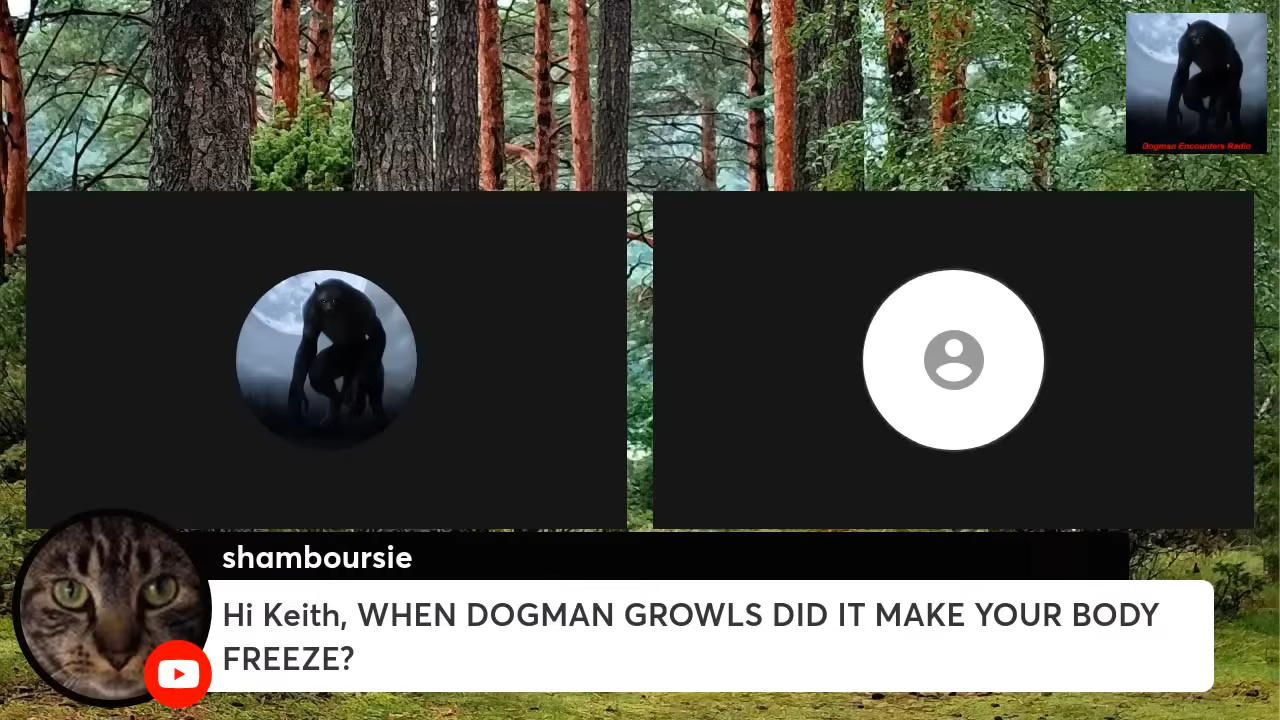 Dogman Encounters Radio
shamboursie
Hi Keith, WHEN DOGMAN GROWLS DID IT MAKE YOUR BODY
FREEZE?